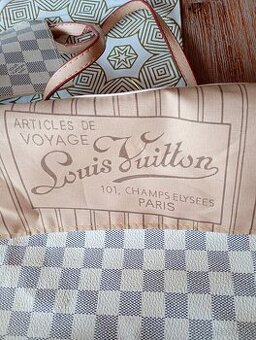 ARTICLES DE
VOYAGE
Louis Vuitton
101, CHAMPS ELYSEES
PARIS